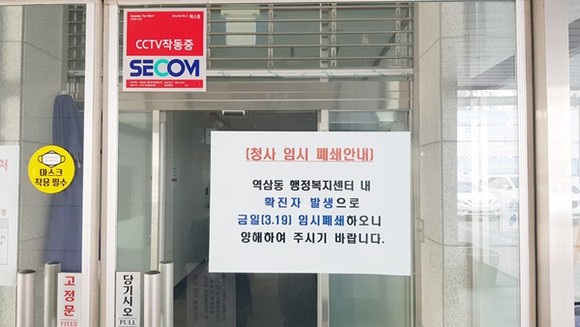 CCTV작동중
SECOM
마스크
착용 필수
[청사 임시 폐쇄안내]
역삼동 행정복지센터 내
확진자 발생으로
금일(3.19) 임시폐쇄하오니
양해하여 주시기 바랍니다.
처
고정문
FIXED
당기시오
PULL